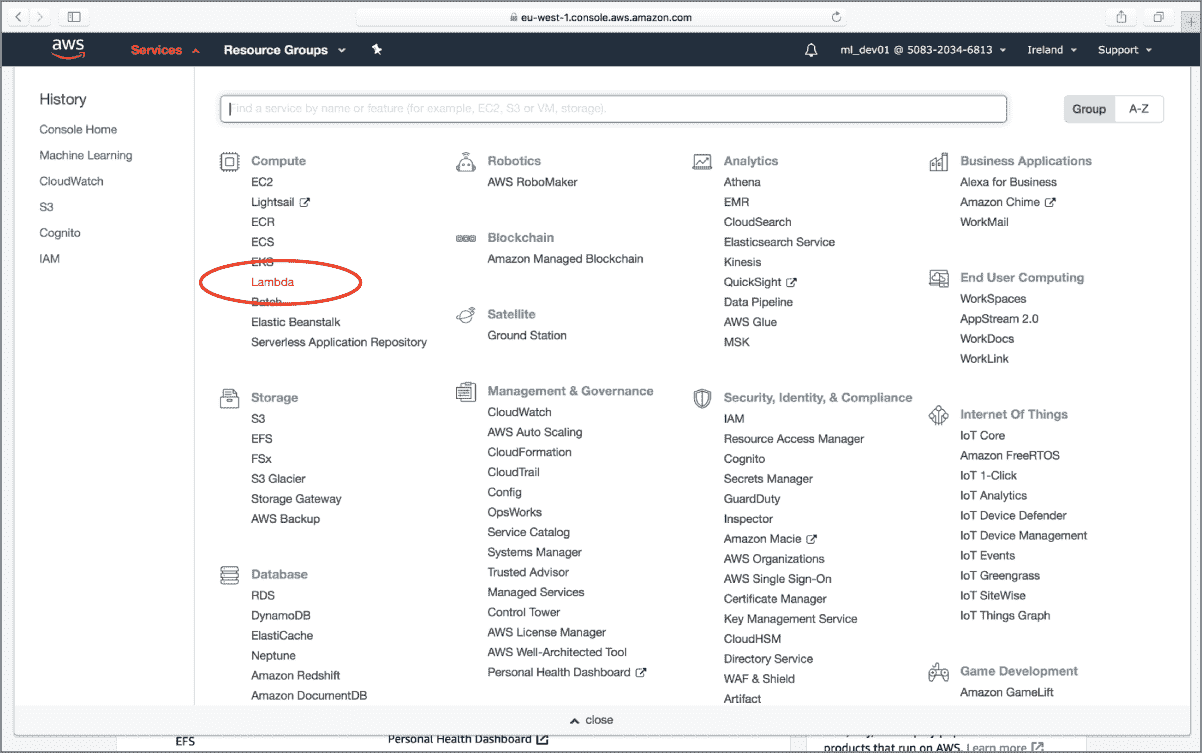 eu-west-1.console.aws.amazon.com
aws
Services
Resource Groups
ml_dev01 @ 5083-2034-6813
Ireland
Support
History
Console Home
Machine Learning
CloudWatch
S3
Cognito
IAM
Find a service by name or feature (for example, EC2, S3 or VM, storage).
Group
A-Z
Compute
EC2
Lightsail
ECR
ECS
EKS
Lambda
Batch
Elastic Beanstalk
Serverless Application Repository
Storage
S3
EFS
FSx
S3 Glacier
Storage Gateway
AWS Backup
Database
RDS
DynamoDB
ElastiCache
Neptune
Amazon Redshift
Amazon DocumentDB
Robotics
AWS RoboMaker
Blockchain
Amazon Managed Blockchain
Satellite
Ground Station
Management & Governance
CloudWatch
AWS Auto Scaling
CloudFormation
CloudTrail
Config
OpsWorks
Service Catalog
Systems Manager
Trusted Advisor
Managed Services
Control Tower
AWS License Manager
AWS Well-Architected Tool
Personal Health Dashboard
Analytics
Athena
EMR
CloudSearch
Elasticsearch Service
Kinesis
QuickSight
Data Pipeline
AWS Glue
MSK
Security, Identity, & Compliance
IAM
Resource Access Manager
Cognito
Secrets Manager
GuardDuty
Inspector
Amazon Macie
AWS Organizations
AWS Single Sign-On
Certificate Manager
Key Management Service
CloudHSM
Directory Service
WAF & Shield
Artifact
Business Applications
Alexa for Business
Amazon Chime
WorkMail
End User Computing
WorkSpaces
AppStream 2.0
WorkDocs
WorkLink
Internet Of Things
IoT Core
Amazon FreeRTOS
IoT 1-Click
IoT Analytics
IoT Device Defender
IoT Device Management
IoT Events
IoT Greengrass
IoT SiteWise
IoT Things Graph
Game Development
Amazon GameLift
close
EFS
Personal Health Dashboard
products that run on AWS. Learn more